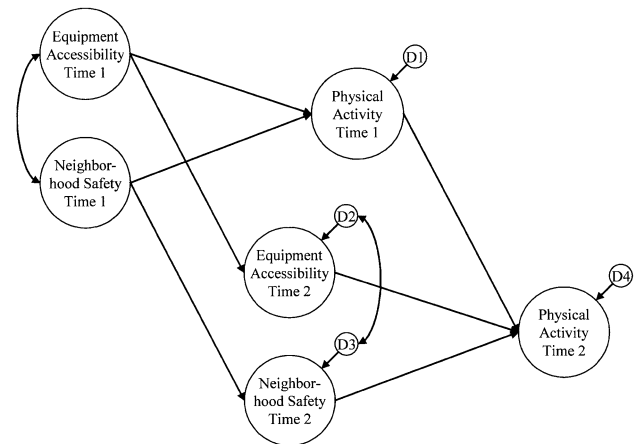 Equipment
Accessibility
Time 1
D1
Physical
Activity
Time 1
Neighbor-
hood Safety
Time 1
D2
Equipment
Accessibility
Time 2
D4
Physical
Activity
Time 2
D3
Neighbor-
hood Safety
Time 2